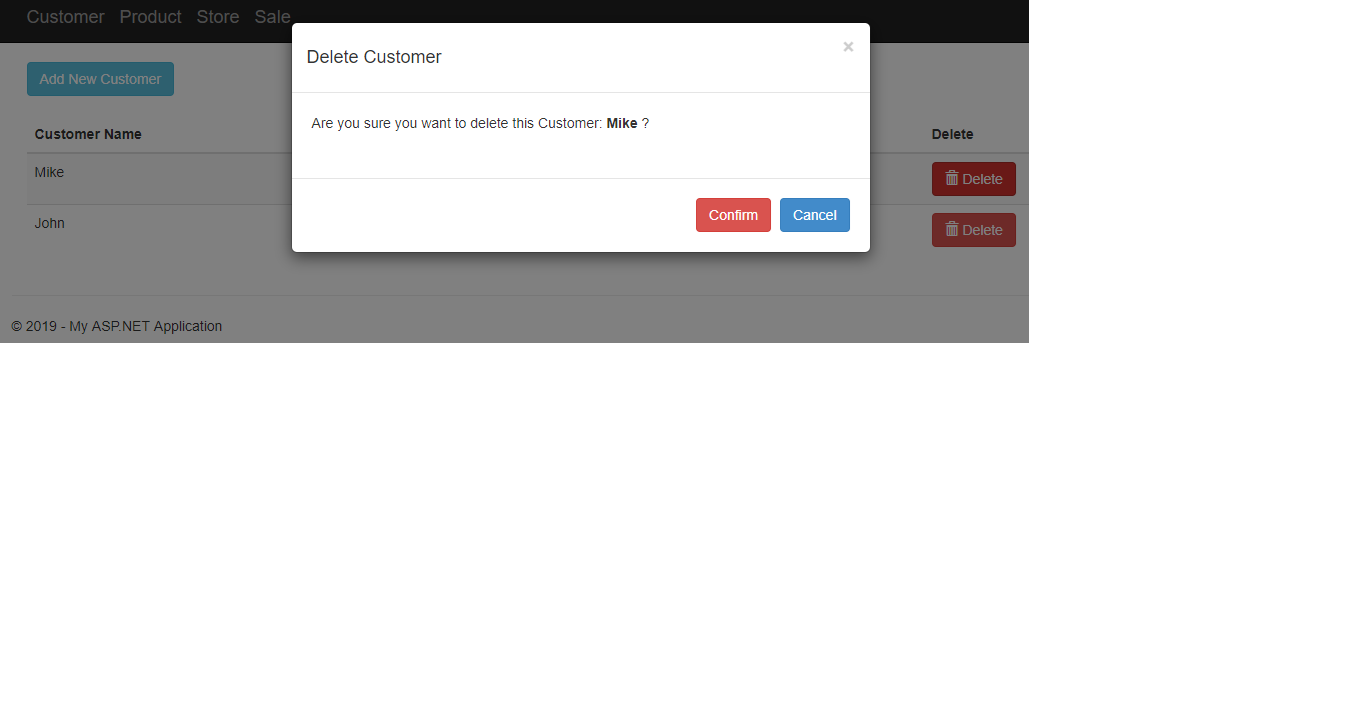 Customer Product Store Sale
Delete Customer ×
Add New Customer
Are you sure you want to delete this Customer: Mike ?
Customer Name Delete
Mike Delete
Confirm Cancel
John Delete
© 2019 - My ASP.NET Application